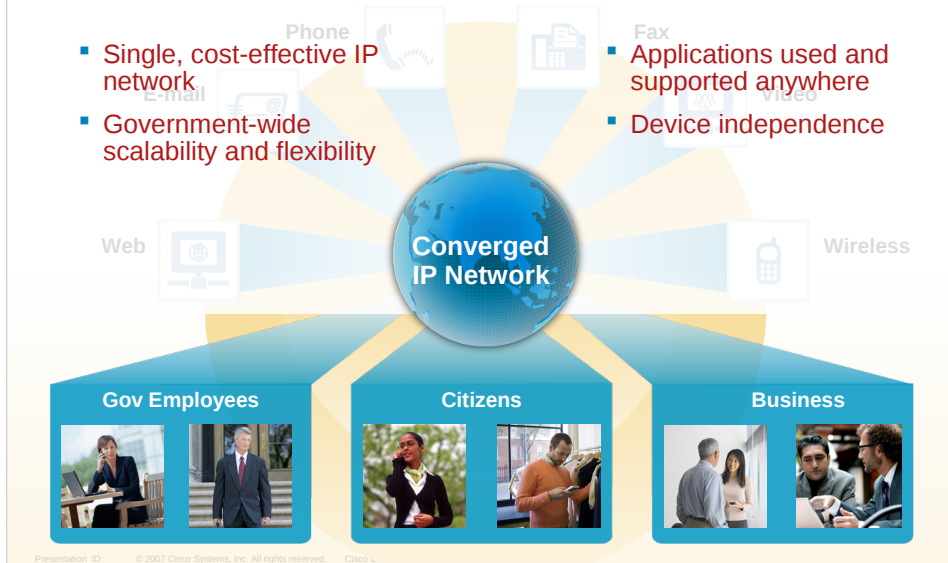 Phone
Fax
Single, cost-effective IP
network
Applications used and
supported anywhere
E-mail
Video
Government-wide
scalability and flexibility
Device independence
Web
Wireless
Converged
IP Network
Gov Employees
Citizens
Business
Presentation_ID
© 2007 Cisco Systems, Inc. All rights reserved.
Cisco